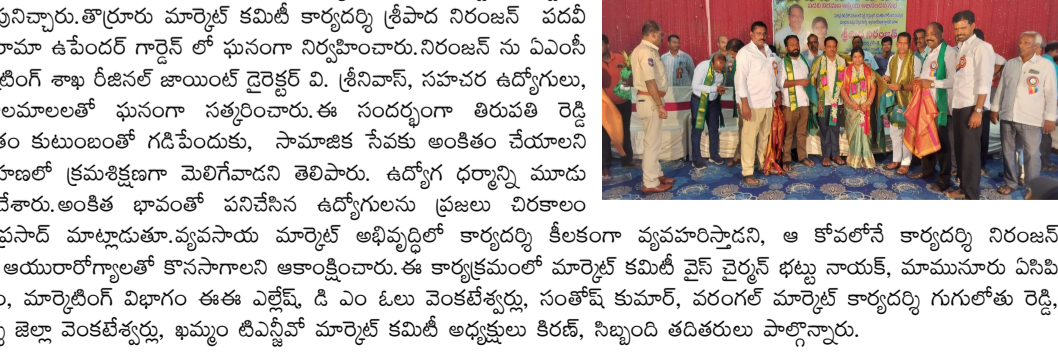 పునిచ్చారు.తొర్రూరు మార్కెట్ కమిటీ కార్యదర్శి శ్రీపాద నిరంజన్ పదవీ
రామా ఉపేందర్ గార్డెన్ లో ఘనంగా నిర్వహించారు.నిరంజన్ ను ఏఎంసీ
టింగ్ శాఖ రీజినల్ జాయింట్ డైరెక్టర్ వి. శ్రీనివాస్, సహచర ఉద్యోగులు,
లమాలలతో ఘనంగా సత్కరించారు.ఈ సందర్భంగా తిరుపతి రెడ్డి
తం కుటుంబంతో గడిపేందుకు, సామాజిక సేవకు అంకితం చేయాలని
హణలో క్రమశిక్షణగా మెలిగేవాడని తెలిపారు. ఉద్యోగ ధర్మాన్ని మూడు
చేశారు.అంకిత భావంతో పనిచేసిన ఉద్యోగులను ప్రజలు చిరకాలం
ప్రసాద్ మాట్లాడుతూ.వ్యవసాయ మార్కెట్ అభివృద్ధిలో కార్యదర్శి కీలకంగా వ్యవహరిస్తాడని, ఆ కోవలోనే కార్యదర్శి నిరంజన్
ఆయురారోగ్యాలతో కొనసాగాలని ఆకాంక్షించారు.ఈ కార్యక్రమంలో మార్కెట్ కమిటీ వైస్ చైర్మన్ భట్టు నాయక్, మామునూరు ఏసిపి
ం, మార్కెటింగ్ విభాగం ఈఈ ఎల్లేష్, డి ఎం ఓలు వెంకటేశ్వర్లు, సంతోష్ కుమార్, వరంగల్ మార్కెట్ కార్యదర్శి గుగులోతు రెడ్డి,
జెల్లా వెంకటేశ్వర్లు, ఖమ్మం టిఎన్జీవో మార్కెట్ కమిటీ అధ్యక్షులు కిరణ్, సిబ్బంది తదితరులు పాల్గొన్నారు.